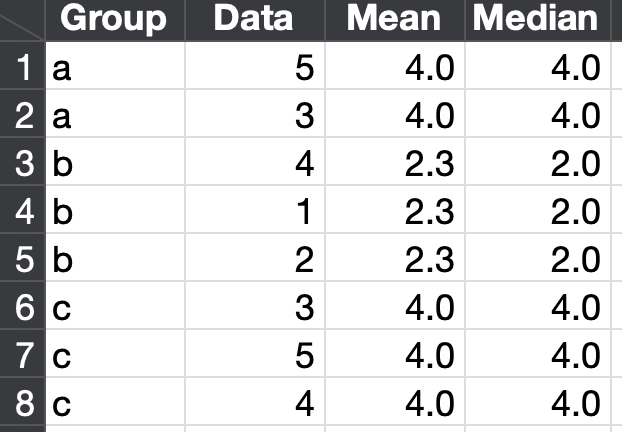 Group Data Mean Median
1 a 5 4.0 4.0
2 a 3 4.0 4.0
3 b 4 2.3 2.0
4 b 1 2.3 2.0
5 b 2 2.3 2.0
6 c 3 4.0 4.0
7 c 5 4.0 4.0
8 c 4 4.0 4.0